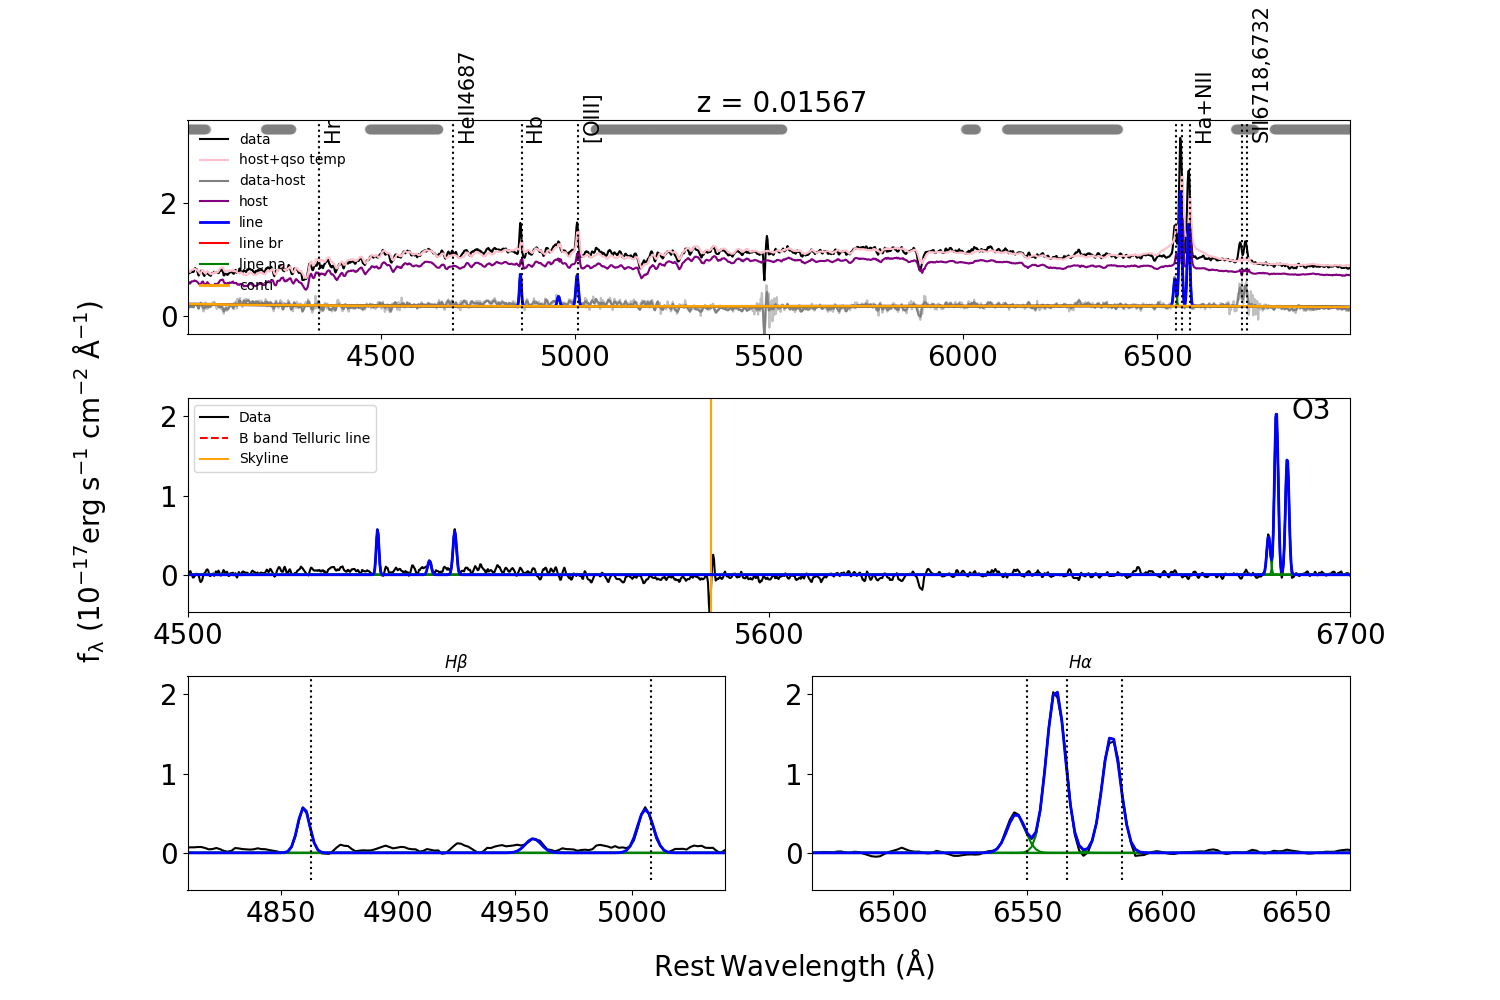 z = 0.01567
Hr
HeII4687
Hb
[OIII]
Ha+NII
SII6718,6732
data
host+qso temp
data-host
host
line
line br
line na
conti
2
0
4500
5000
5500
6000
6500
fλ (10⁻¹⁷erg s⁻¹ cm⁻² Å⁻¹)
O3
Data
B band Telluric line
Skyline
2
1
0
4500
5600
6700
Hβ
2
1
0
4850
4900
4950
5000
Hα
2
1
0
6500
6550
6600
6650
Rest Wavelength (Å)